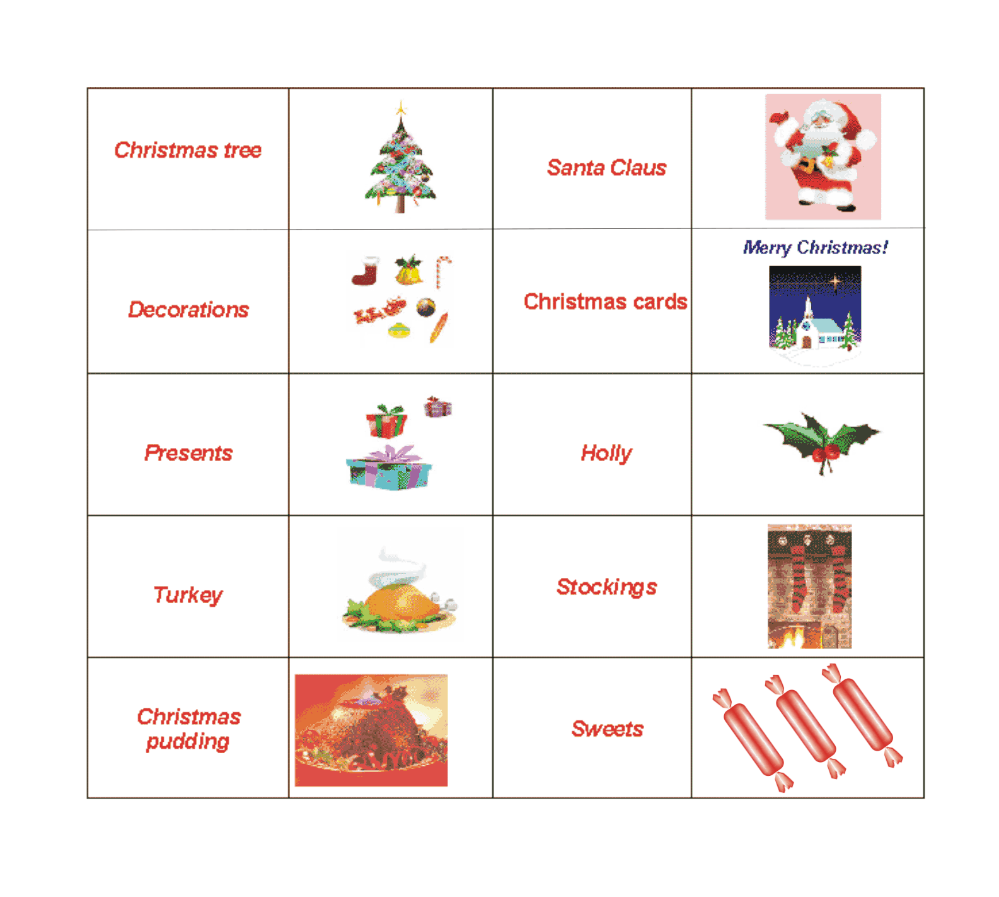 Christmas tree
Santa Claus
Decorations
Christmas cards
Merry Christmas!
Presents
Holly
Turkey
Stockings
Christmas
pudding
Sweets